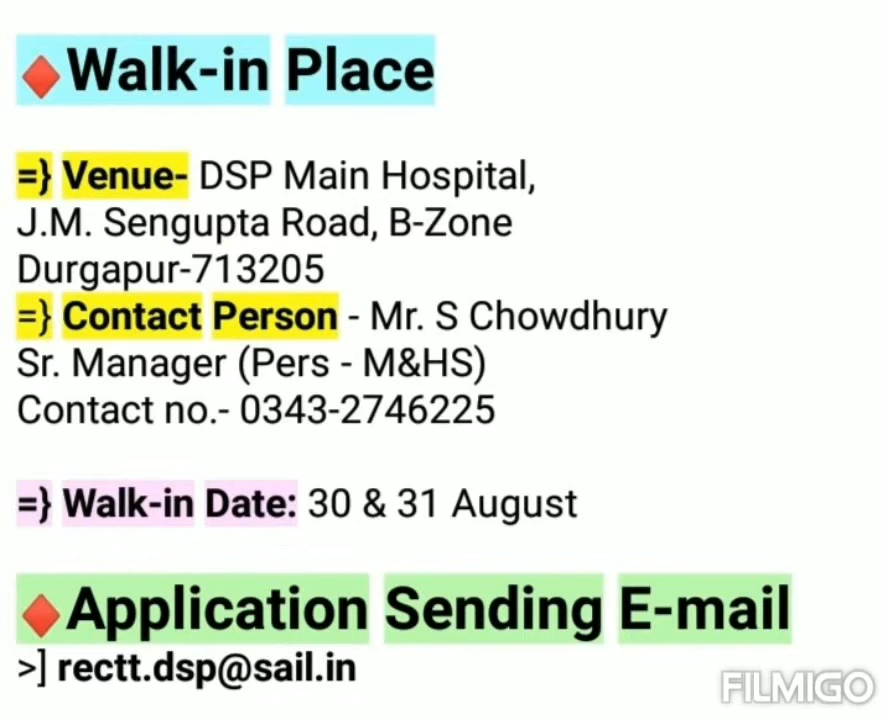 ♦Walk-in Place
=} Venue- DSP Main Hospital,
J.M. Sengupta Road, B-Zone
Durgapur-713205
=} Contact Person - Mr. S Chowdhury
Sr. Manager (Pers - M&HS)
Contact no.- 0343-2746225
=} Walk-in Date: 30 & 31 August
♦Application Sending E-mail
>] rectt.dsp@sail.in
FILMIGO